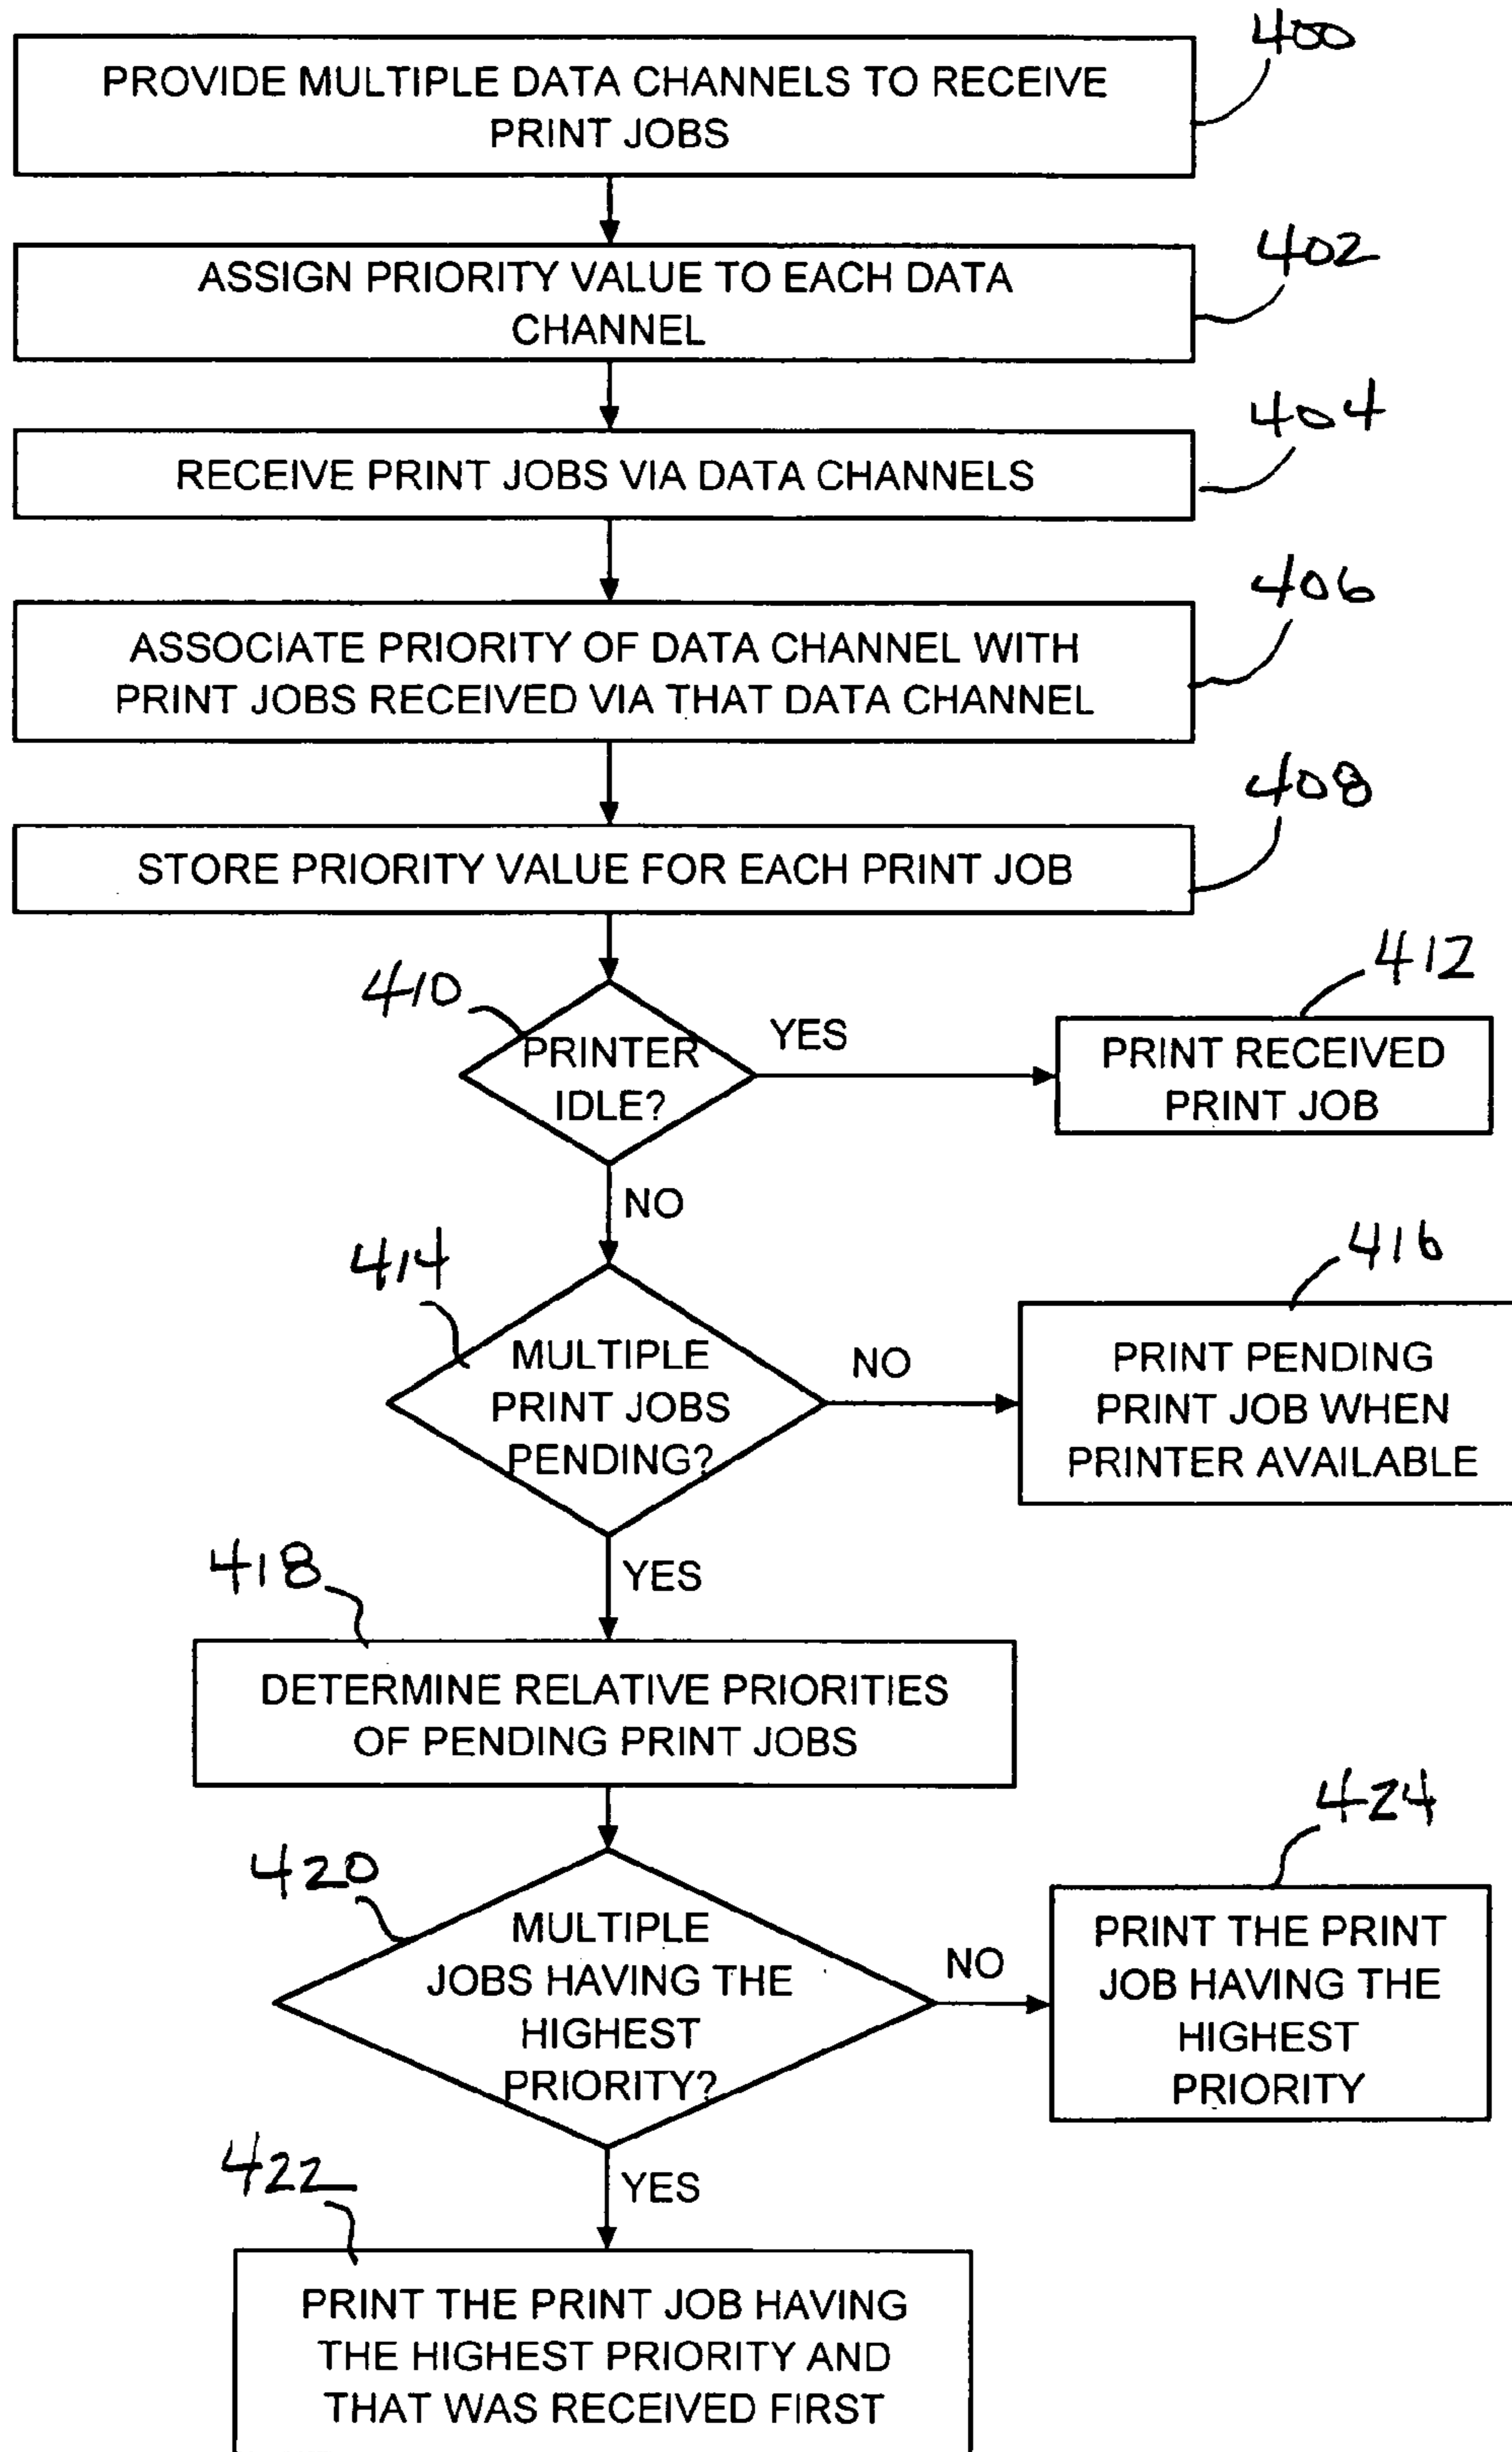 400
PROVIDE MULTIPLE DATA CHANNELS TO RECEIVE
PRINT JOBS
402
ASSIGN PRIORITY VALUE TO EACH DATA
CHANNEL
404
RECEIVE PRINT JOBS VIA DATA CHANNELS
406
ASSOCIATE PRIORITY OF DATA CHANNEL WITH
PRINT JOBS RECEIVED VIA THAT DATA CHANNEL
408
STORE PRIORITY VALUE FOR EACH PRINT JOB
410
PRINTER
IDLE?
YES
412
PRINT RECEIVED
PRINT JOB
NO
414
MULTIPLE
PRINT JOBS
PENDING?
NO
416
PRINT PENDING
PRINT JOB WHEN
PRINTER AVAILABLE
YES
418
DETERMINE RELATIVE PRIORITIES
OF PENDING PRINT JOBS
420
MULTIPLE
JOBS HAVING THE
HIGHEST
PRIORITY?
NO
424
PRINT THE PRINT
JOB HAVING THE
HIGHEST
PRIORITY
YES
422
PRINT THE PRINT JOB HAVING
THE HIGHEST PRIORITY AND
THAT WAS RECEIVED FIRST